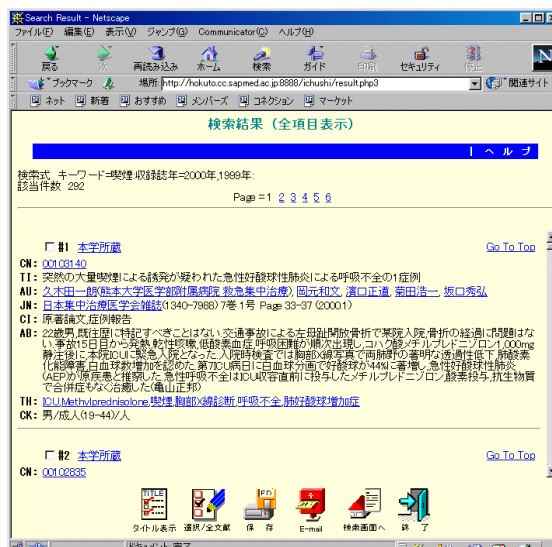 Search Result - Netscape
ファイル(F) 編集(E) 表示(V) ジャンプ(G) Communicator(C) ヘルプ(H)
戻る 再読み込み ホーム 検索 ガイド 印刷 セキュリティ 停止
ブックマーク 場所: http://hokuto.cc.sapmed.ac.jp:8888/ichushi/result.php3 関連サイト
ネット 新着 おすすめ メンバーズ コネクション マーケット
検索結果 (全項目表示)
| ヘルプ
検索式 キーワード=喫煙:収録誌年=2000年,1999年:
該当件数 292
Page = 1 2 3 4 5 6
#1 本学所蔵 Go To Top
CN: 00103140
TI: 突然の大量喫煙による誘発が疑われた急性好酸球性肺炎による呼吸不全の1症例
AU: 久木田一朗(熊本大学医学部附属病院 救急集中治療), 岡元和文, 濱口正道, 菊田浩一, 坂口秀弘
JN: 日本集中治療医学会雑誌(1340-7988) 7巻 1号 Page 33-37 (200001)
CI: 原著論文,症例報告
AB: 22歳男,既往歴に特記すべきことはない.交通事故による左母趾開放骨折で某院入院,骨折の経過に問題はな
い.事故15日目から発熱,乾性咳嗽,低酸素血症,呼吸困難が順次出現し,コハク酸メチルプレドニゾロン1,000mg
静注後に,本院ICUに緊急入院となった.入院時検査では胸部X線写真で両肺野の著明な透過性低下,肺酸素
化能障害,白血球数増加を認めた.第7ICU病日に白血球分画で好酸球が44%に著増し,急性好酸球性肺炎
(AEP)が原疾患と推察した.急性呼吸不全はICU収容直前に投与したメチルプレドニゾロン,酸素投与,抗生物質
で合併症もなく治癒した(亀山正邦)
TH: ICU,Methylprednisolone,喫煙,胸部X線診断,呼吸不全,肺好酸球増加症
CK: 男/成人(19-44)/人
#2 本学所蔵 Go To Top
CN: 00102835
TITLE FD
タイトル表示 選択/全文献 保存 E-mail 検索画面へ 終了
ドキュメント: 完了